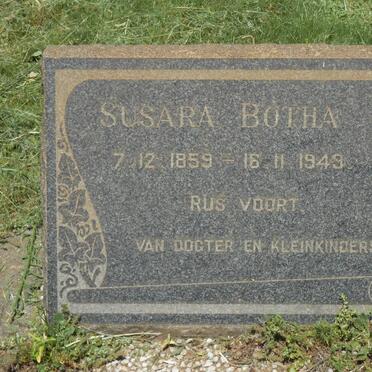 SUSARA BOTHA
7.12.1859 - 16.11.1949
RUS VOORT
VAN DOGTER EN KLEINKINDERS